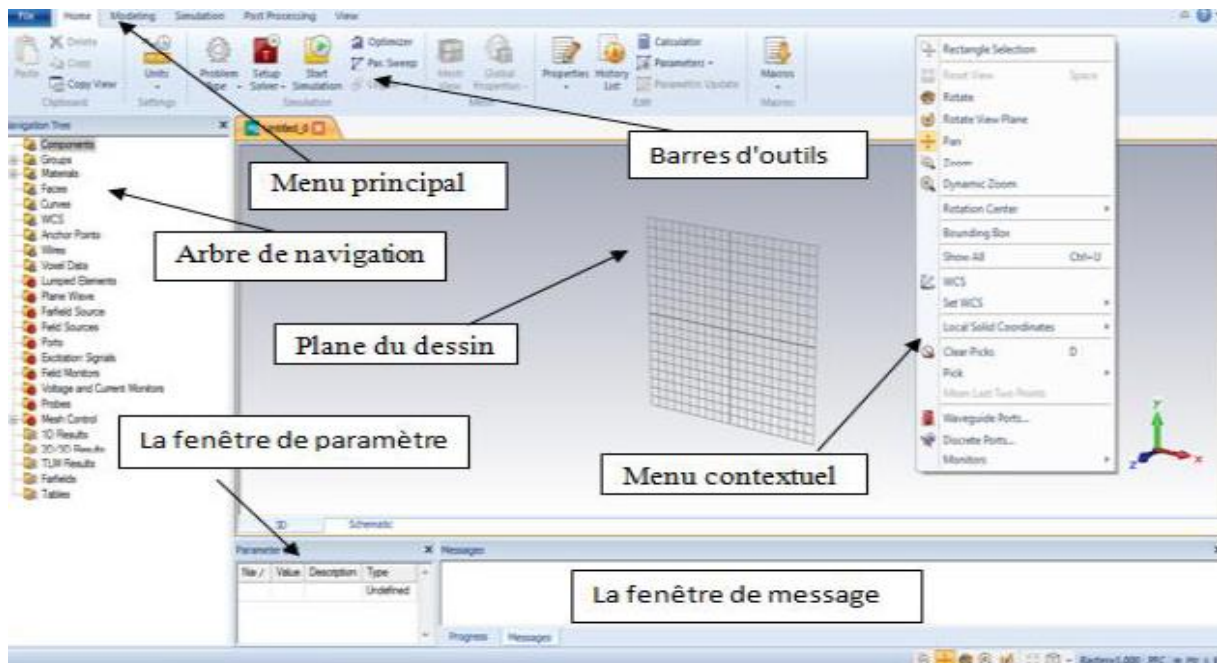 File Home Modeling Simulation Post Processing View
Paste
Delete
Copy
Copy View
Clipboard
Units
Settings
Problem Type
Setup Solver
Start Simulation
Optimizer
Par. Sweep
Simulation
Mesh View
Global Properties
Properties
History List
Calculator
Parameters
Parametric Update
Edit
Macros
Macros
Navigation Tree
untitled_0
Components
Groups
Materials
Faces
Curves
WCS
Anchor Points
Wires
Voxel Data
Lumped Elements
Plane Wave
Farfield Source
Field Sources
Ports
Excitation Signals
Field Monitors
Voltage and Current Monitors
Probes
Mesh Control
1D Results
2D/3D Results
TLM Results
Farfields
Tables
Menu principal
Barres d'outils
Arbre de navigation
Plane du dessin
La fenêtre de paramètre
Menu contextuel
La fenêtre de message
Rectangle Selection
Reset View Space
Rotate
Rotate View Plane
Pan
Zoom
Dynamic Zoom
Rotation Center
Bounding Box
Show All Ctrl+U
WCS
Set WCS
Local Solid Coordinates
Clear Picks D
Pick
Mean Last Two Points
Waveguide Ports...
Discrete Ports...
Monitors
Y
Z
X
3D Schematic
Parameter
Messages
Value Description Type
Undefined
Progress Messages